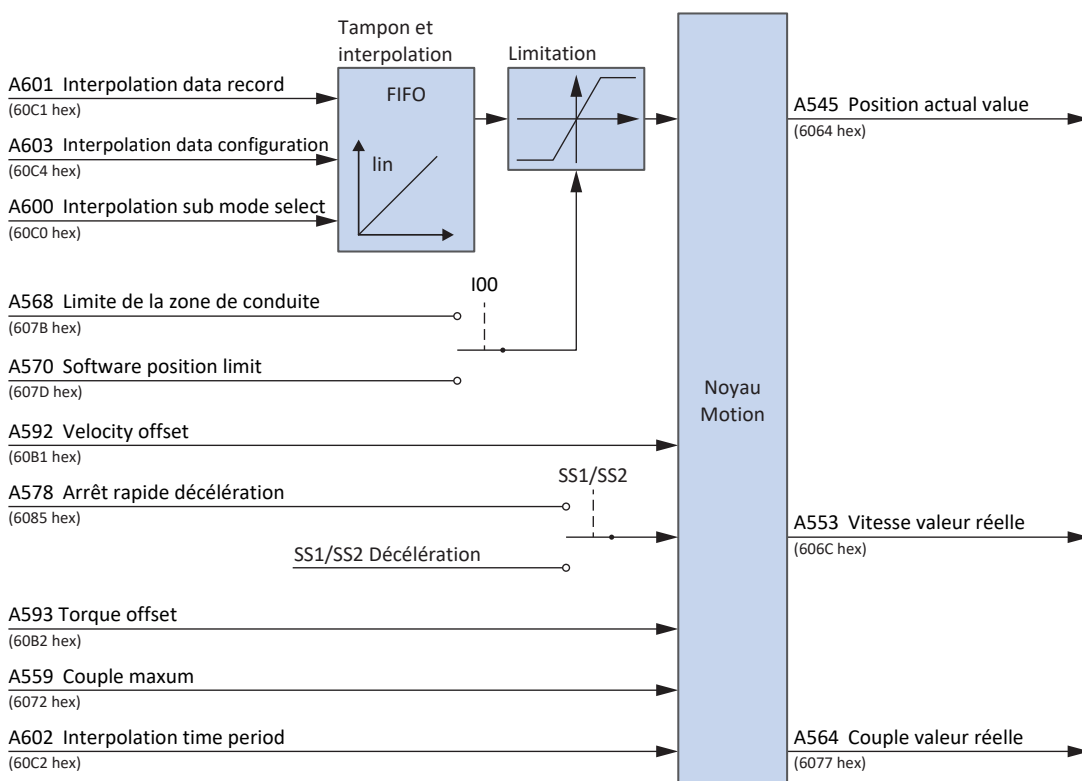 Tampon et
interpolation
Limitation
A601 Interpolation data record
(60C1 hex)
FIFO
A545 Position actual value
(6064 hex)
A603 Interpolation data configuration
(60C4 hex)
lin
A600 Interpolation sub mode select
(60C0 hex)
I00
A568 Limite de la zone de conduite
(607B hex)
A570 Software position limit
(607D hex)
Noyau
Motion
A592 Velocity offset
(60B1 hex)
SS1/SS2
A578 Arrêt rapide décélération
(6085 hex)
A553 Vitesse valeur réelle
(606C hex)
SS1/SS2 Décélération
A593 Torque offset
(60B2 hex)
A559 Couple maxum
(6072 hex)
A602 Interpolation time period
(60C2 hex)
A564 Couple valeur réelle
(6077 hex)